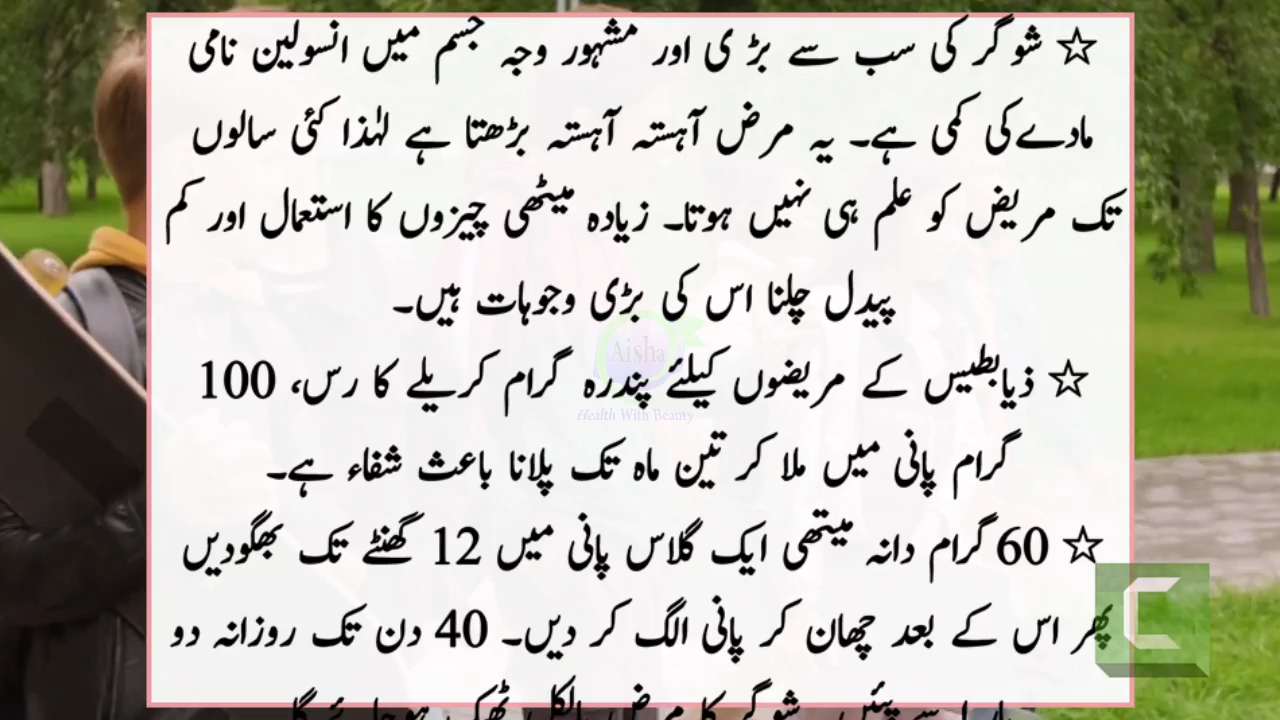 ☆ شوگر کی سب سے بڑی اور مشہور وجہ جسم میں انسولین نامی
مادے کی کمی ہے۔ یہ مرض آہستہ آہستہ بڑھتا ہے لہٰذا کئی سالوں
تک مریض کو علم ہی نہیں ہوتا۔ زیادہ میٹھی چیزوں کا استعمال اور کم
پیدل چلنا اس کی بڑی وجوہات ہیں۔
Aisha
Health With Beauty
☆ ذیابطیس کے مریضوں کیلئے پندرہ گرام کریلے کا رس، 100
گرام پانی میں ملا کر تین ماہ تک پلانا باعث شفاء ہے۔
☆ 60 گرام دانہ میتھی ایک گلاس پانی میں 12 گھنٹے تک بھگودیں
پھر اس کے بعد چھان کر پانی الگ کر دیں۔ 40 دن تک روزانہ دو
C